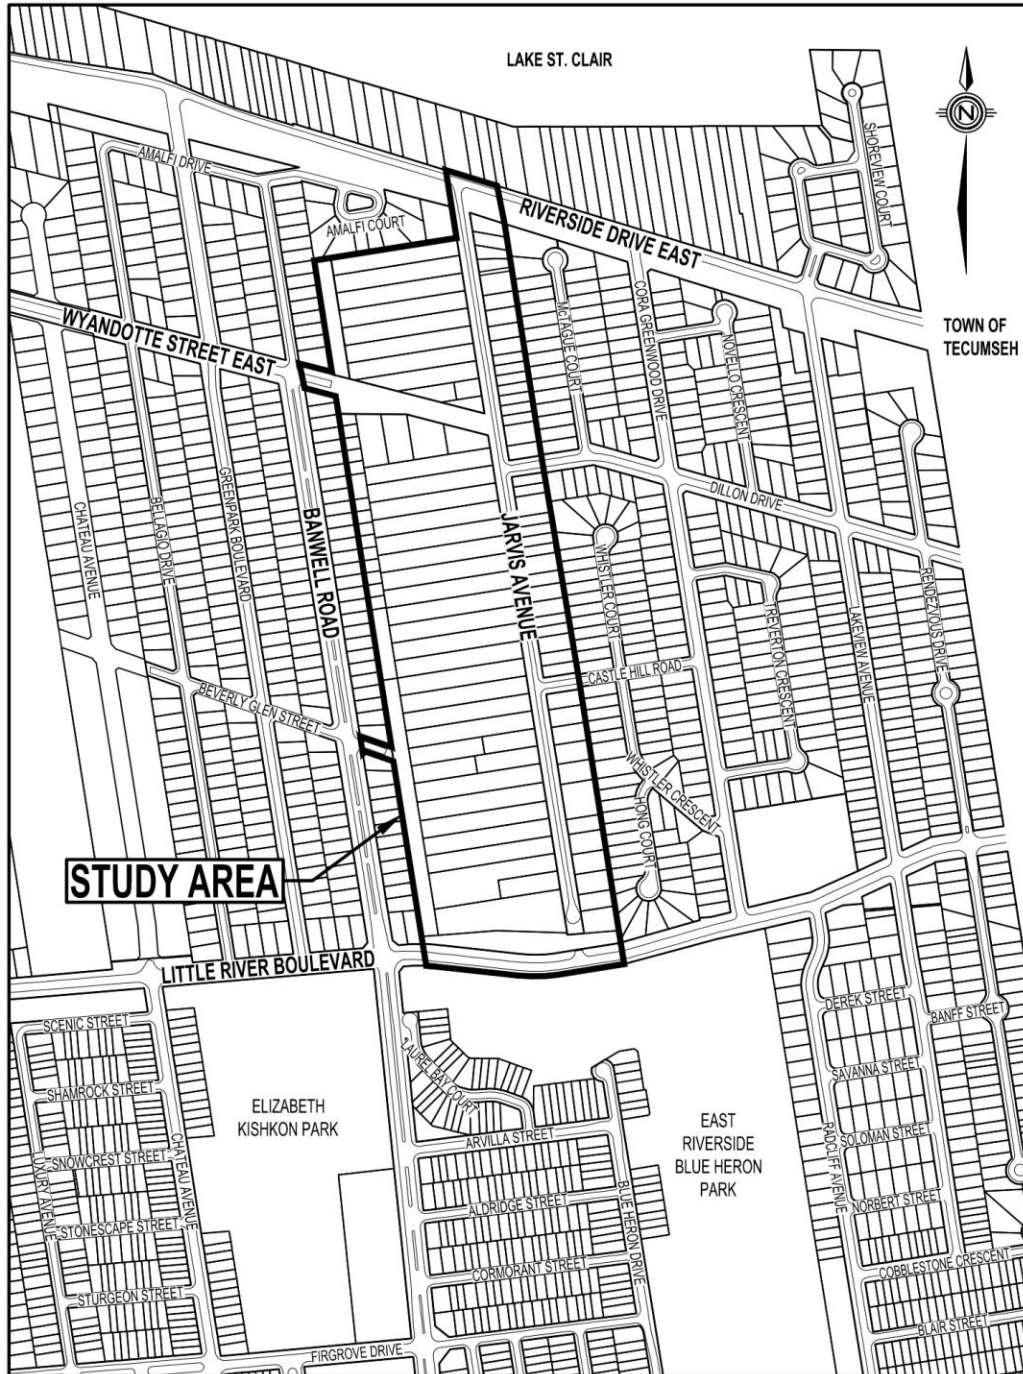 LAKE ST. CLAIR
N
SHOREVIEW COURT
AMALFI DRIVE
AMALFI COURT
RIVERSIDE DRIVE EAST
WYANDOTTE STREET EAST
McTAGUE COURT
CORA GREENWOOD DRIVE
NOVELLO CRESCENT
TOWN OF
TECUMSEH
CHATEAU AVENUE
BELLAGIO DRIVE
GREENPARK BOULEVARD
BANWELL ROAD
JARVIS AVENUE
DILLON DRIVE
WHISTLER COURT
TREVERTON CRESCENT
LAKEVIEW AVENUE
RENDEZVOUS DRIVE
CASTLE HILL ROAD
BEVERLY GLEN STREET
WHISTLER CRESCENT
HONG COURT
STUDY AREA
LITTLE RIVER BOULEVARD
SCENIC STREET
SHAMROCK STREET
SNOWCREST STREET
STONESCAPE STREET
STURGEON STREET
LUXURY AVENUE
CHATEAU AVENUE
ELIZABETH
KISHKON PARK
LAUREL BAY COURT
ARVILLA STREET
ALDRIDGE STREET
CORMORANT STREET
BLUE HERON DRIVE
FIRGROVE DRIVE
EAST
RIVERSIDE
BLUE HERON
PARK
DEREK STREET
BANFF STREET
SAVANNA STREET
SOLOMAN STREET
RADCLIFF AVENUE
NORBERT STREET
COBBLESTONE CRESCENT
BLAIR STREET